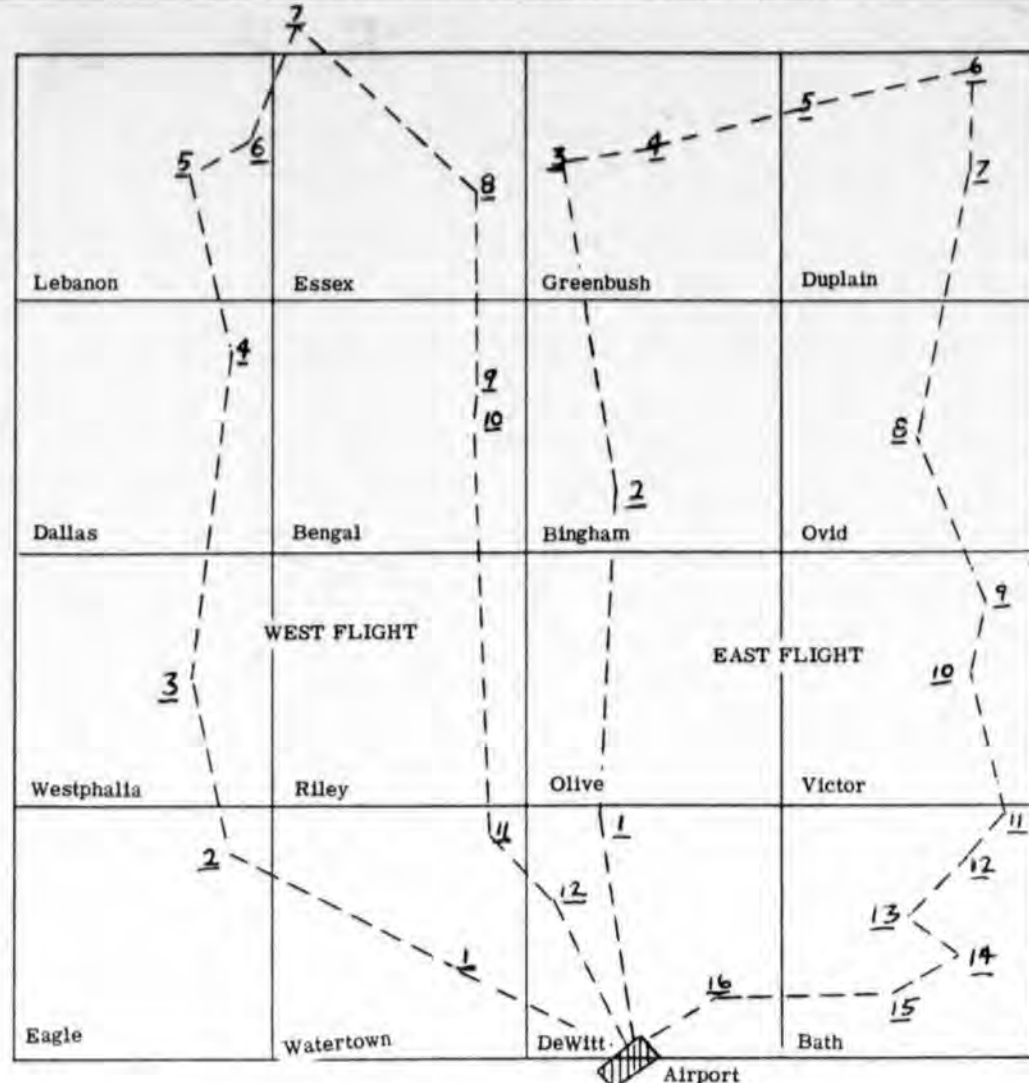 7
6
5
6
8
3
4
5
7
Lebanon
Essex
Greenbush
Duplain
4
9
10
8
2
Dallas
Bengal
Bingham
Ovid
9
WEST FLIGHT
EAST FLIGHT
3
10
Westphalia
Riley
Olive
Victor
2
11
1
11
12
12
13
1
14
16
15
Eagle
Watertown
DeWitt
Bath
Airport